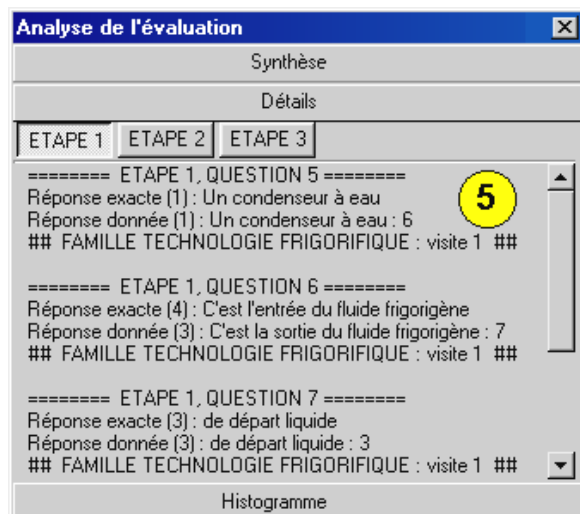 Analyse de l'évaluation
Synthèse
Détails
ETAPE 1 ETAPE 2 ETAPE 3
======== ETAPE 1, QUESTION 5 ========
Réponse exacte (1) : Un condenseur à eau
Réponse donnée (1) : Un condenseur à eau : 6
## FAMILLE TECHNOLOGIE FRIGORIFIQUE : visite 1 ##
5
======== ETAPE 1, QUESTION 6 ========
Réponse exacte (4) : C'est l'entrée du fluide frigorigène
Réponse donnée (3) : C'est la sortie du fluide frigorigène : 7
## FAMILLE TECHNOLOGIE FRIGORIFIQUE : visite 1 ##
======== ETAPE 1, QUESTION 7 ========
Réponse exacte (3) : de départ liquide
Réponse donnée (3) : de départ liquide : 3
## FAMILLE TECHNOLOGIE FRIGORIFIQUE : visite 1 ##
Histogramme